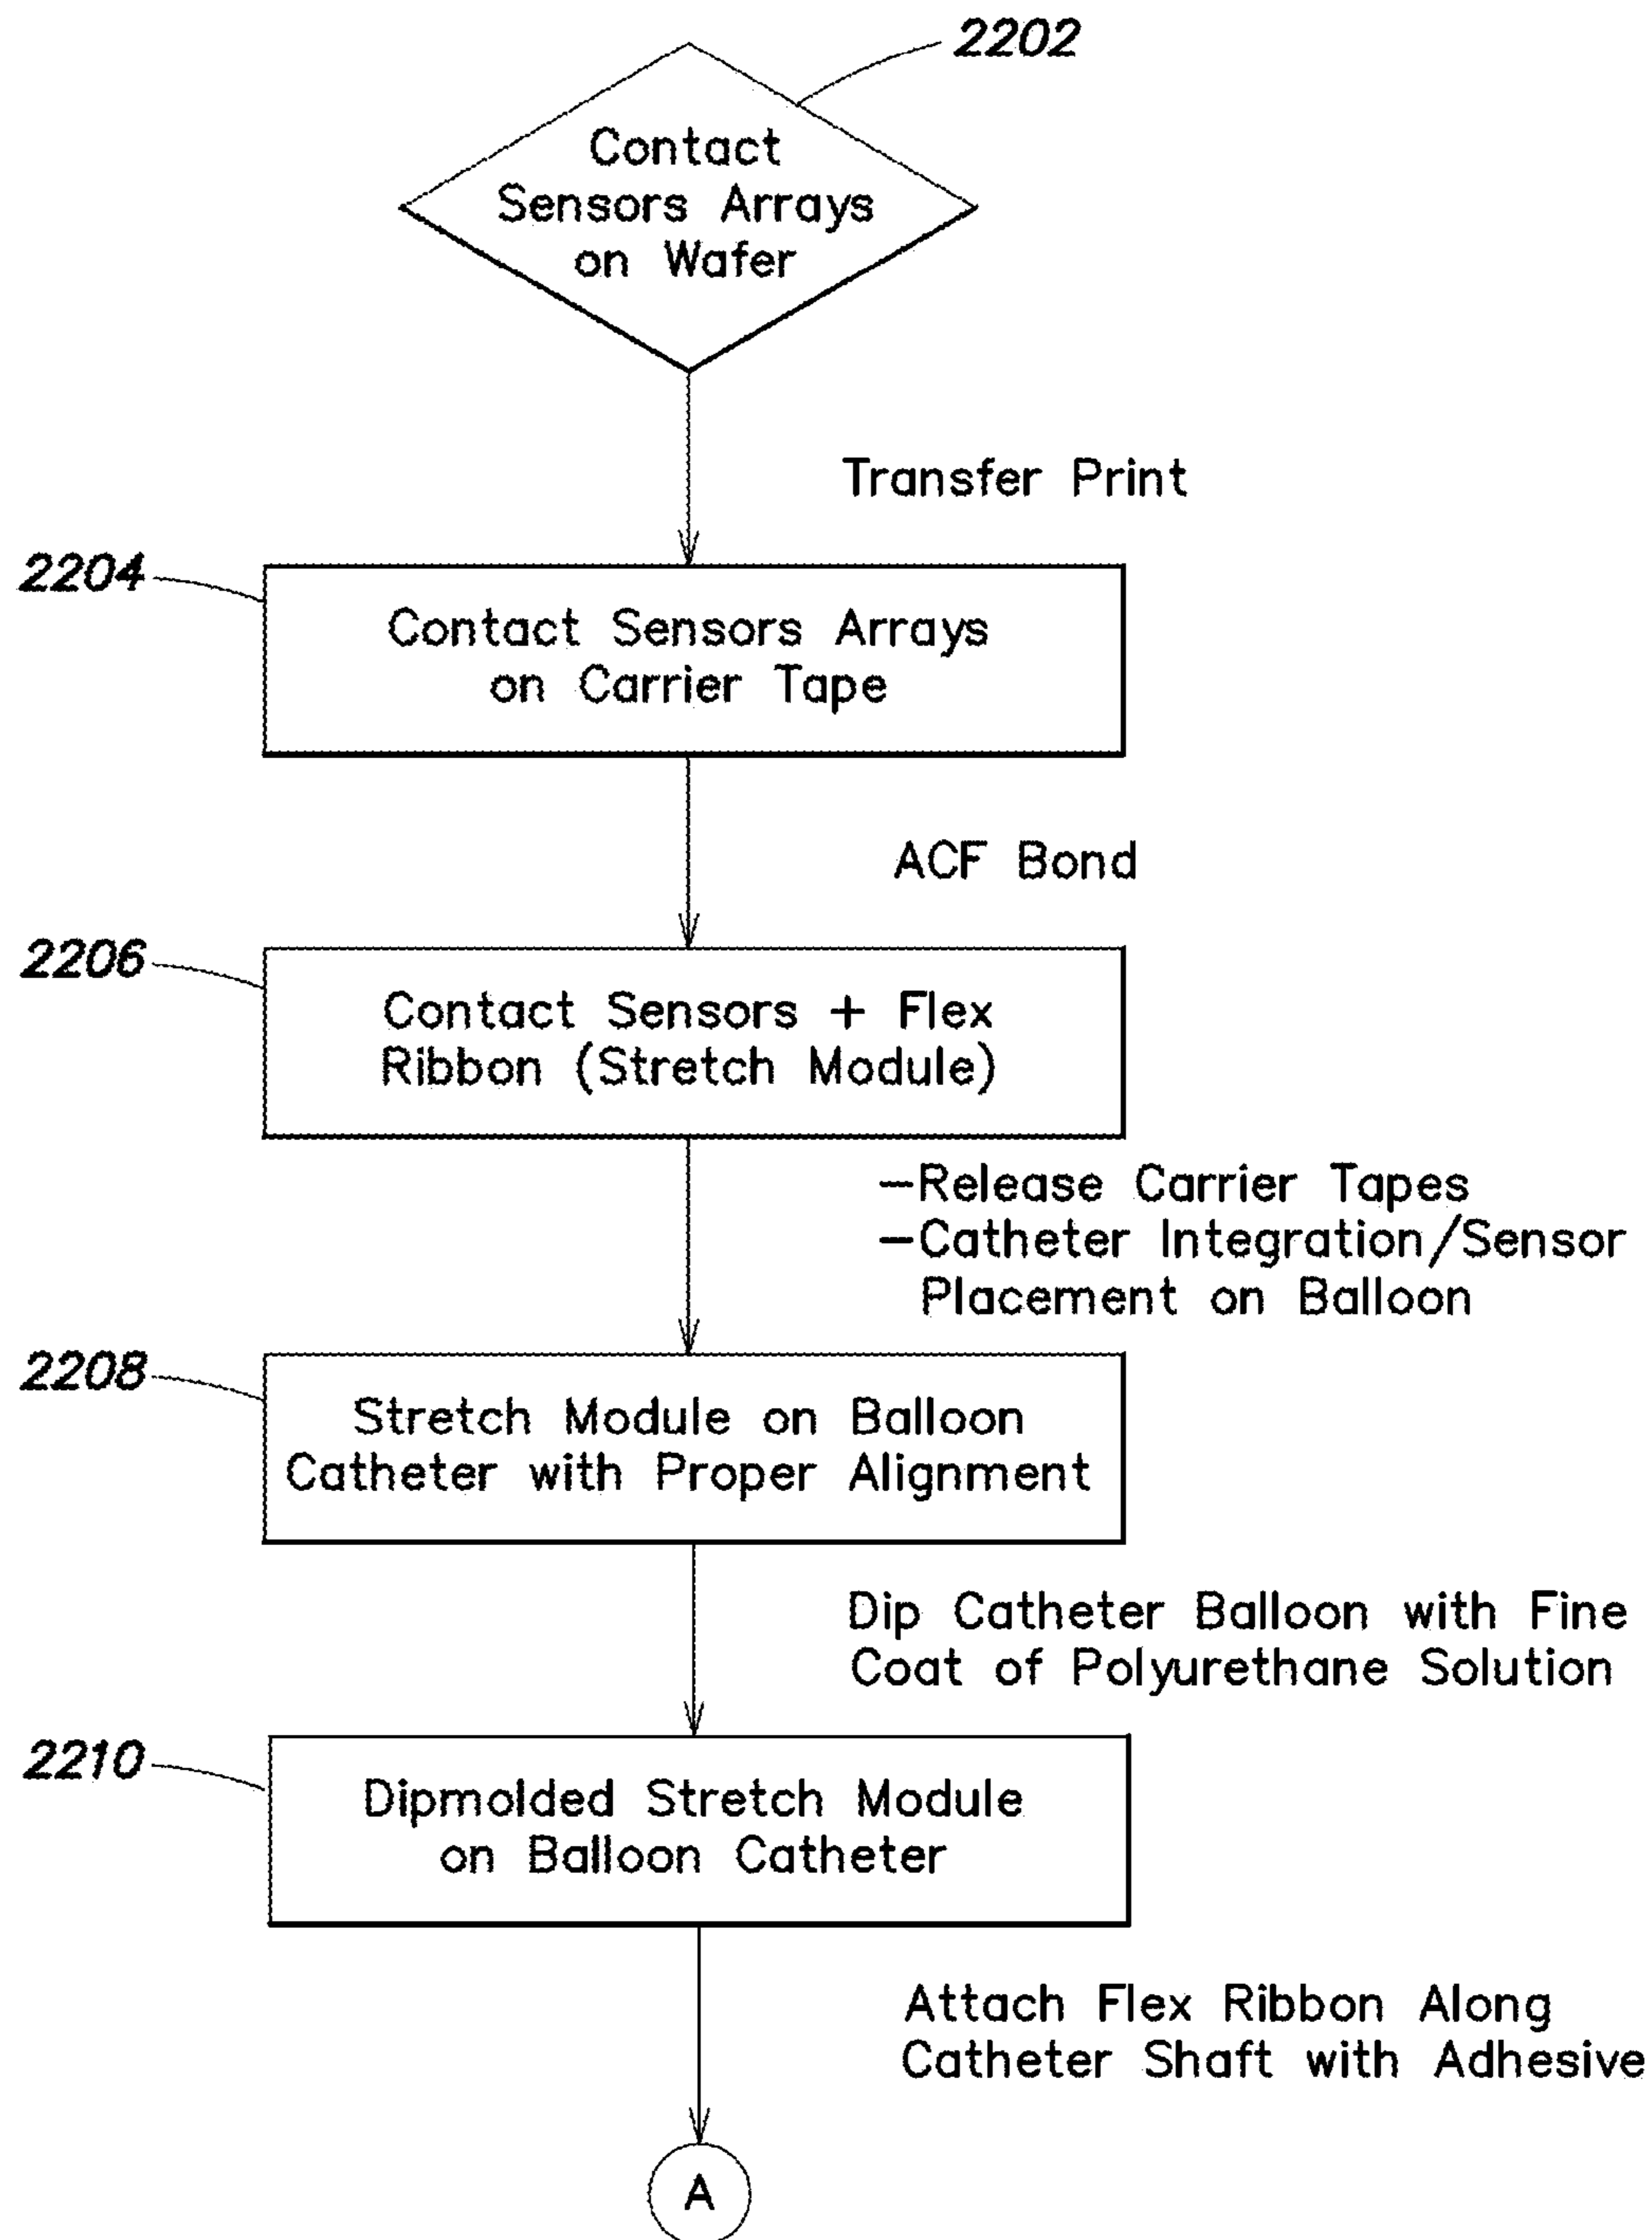 2202
Contact
Sensors Arrays
on Wafer
Transfer Print
2204
Contact Sensors Arrays
on Carrier Tape
ACF Bond
2206
Contact Sensors + Flex
Ribbon (Stretch Module)
–Release Carrier Tapes
–Catheter Integration/Sensor
Placement on Balloon
2208
Stretch Module on Balloon
Catheter with Proper Alignment
Dip Catheter Balloon with Fine
Coat of Polyurethane Solution
2210
Dipmolded Stretch Module
on Balloon Catheter
Attach Flex Ribbon Along
Catheter Shaft with Adhesive
A